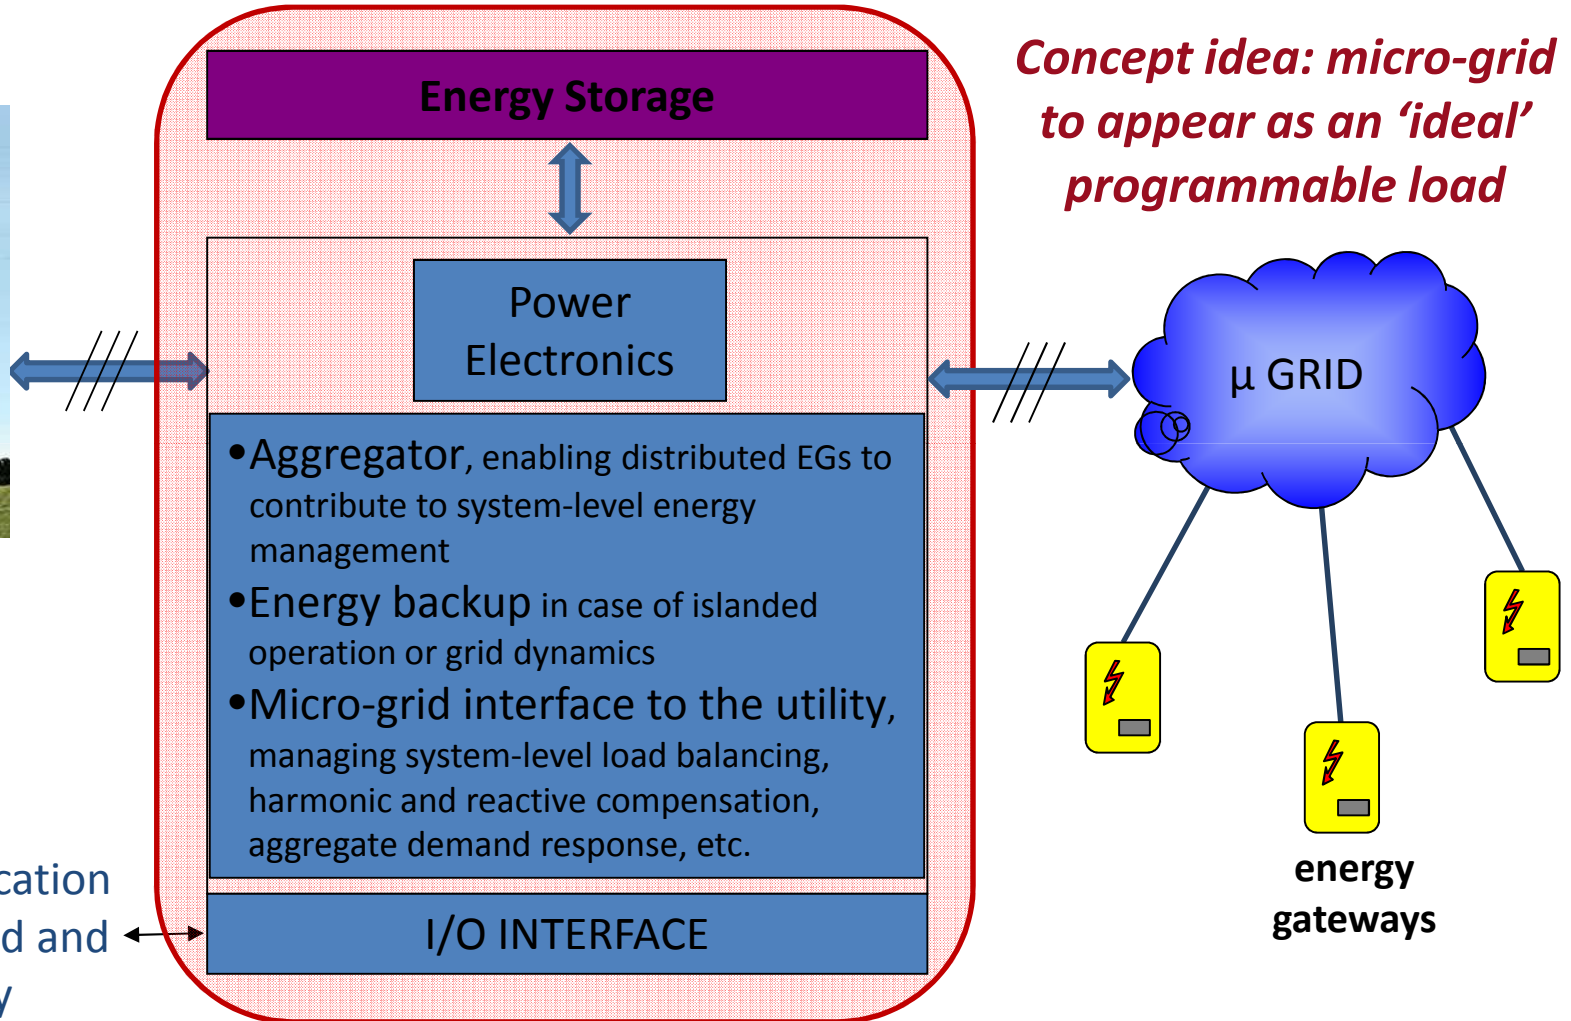 Energy Storage
Concept idea: micro-grid
to appear as an ‘ideal’
programmable load
Power
Electronics
µ GRID
•Aggregator, enabling distributed EGs to
contribute to system-level energy
management
•Energy backup in case of islanded
operation or grid dynamics
•Micro-grid interface to the utility,
managing system-level load balancing,
harmonic and reactive compensation,
aggregate demand response, etc.
energy
gateways
and
I/O INTERFACE